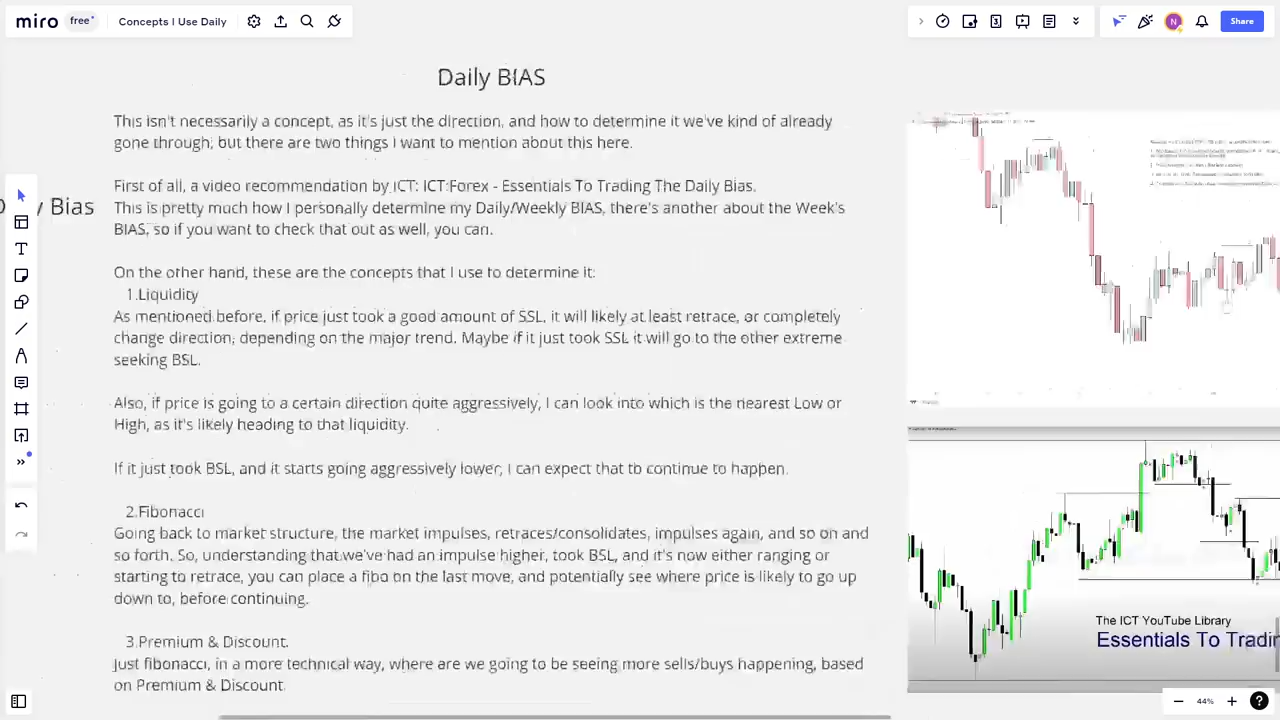 miro
free
Concepts I Use Daily
Share
Daily BIAS
This isn't necessarily a concept, as it's just the direction, and how to determine it we've kind of already
gone through, but there are two things I want to mention about this here.
First of all, a video recommendation by ICT: ICT Forex - Essentials To Trading The Daily Bias.
This is pretty much how I personally determine my Daily/Weekly BIAS, there's another about the Week's
BIAS, so if you want to check that out as well, you can.
Bias
On the other hand, these are the concepts that I use to determine it:
1.Liquidity
As mentioned before, if price just took a good amount of SSL, it will likely at least retrace, or completely
change direction, depending on the major trend. Maybe if it just took SSL it will go to the other extreme
seeking BSL.
Also, if price is going to a certain direction quite aggressively, I can look into which is the nearest Low or
High, as it's likely heading to that liquidity.
If it just took BSL, and it starts going aggressively lower, I can expect that to continue to happen.
2.Fibonacci
Going back to market structure, the market impulses, retraces/consolidates, impulses again, and so on and
so forth. So, understanding that we've had an impulse higher, took BSL, and it's now either ranging or
starting to retrace, you can place a fibo on the last move, and potentially see where price is likely to go up
down to, before continuing.
3.Premium & Discount.
Just fibonacci, in a more technical way, where are we going to be seeing more sells/buys happening, based
on Premium & Discount.
The ICT YouTube Library
Essentials To Tradin
44%